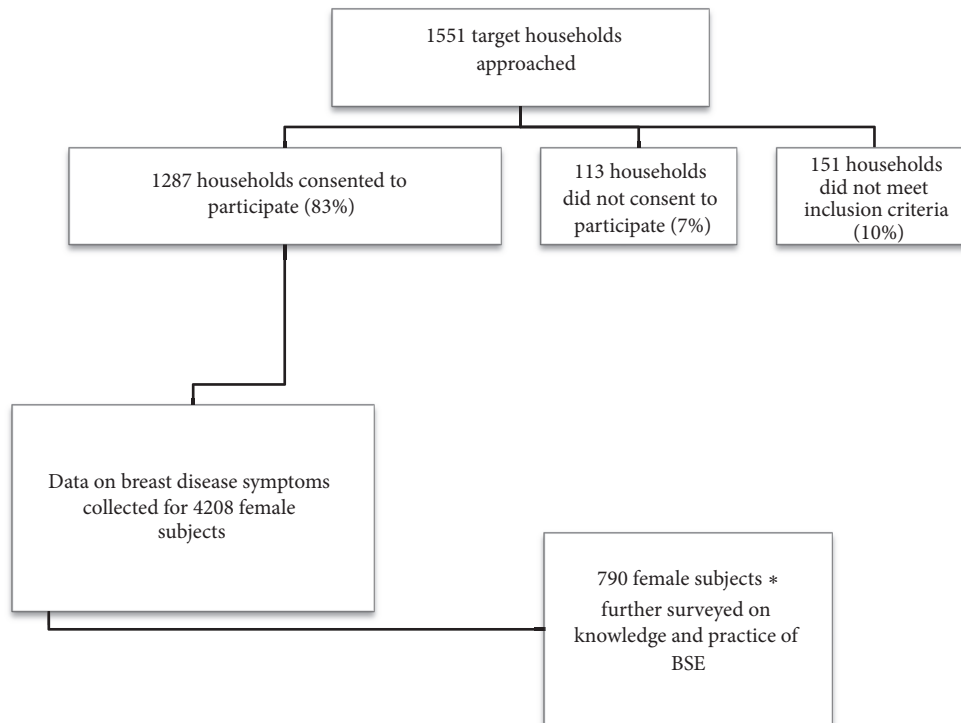 1551 target households
approached
1287 households consented to
participate (83%)
113 households
did not consent to
participate (7%)
151 households
did not meet
inclusion criteria
(10%)
Data on breast disease symptoms
collected for 4208 female
subjects
790 female subjects ∗
further surveyed on
knowledge and practice of
BSE